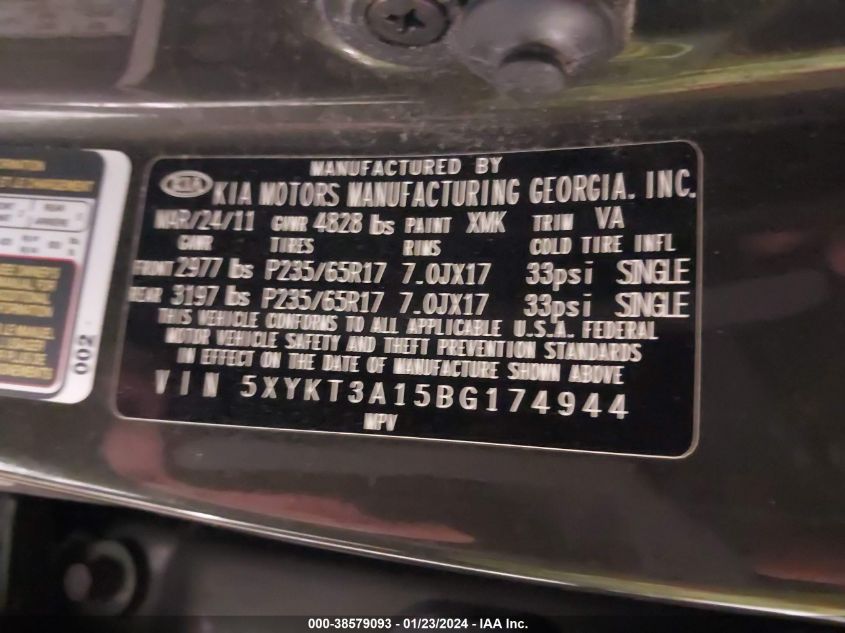 MANUFACTURED BY
KIA KIA MOTORS MANUFACTURING GEORGIA. INC.
MAR/24/11 GVWR 4828 lbs PAINT XMK TRIM VA
GAWR TIRES RIMS COLD TIRE INFL
FRONT 2977 lbs P235/65R17 7.0JX17 33psi SINGLE
REAR 3197 lbs P235/65R17 7.0JX17 33psi SINGLE
THIS VEHICLE CONFORMS TO ALL APPLICABLE U.S.A. FEDERAL
MOTOR VEHICLE SAFETY AND THEFT PREVENTION STANDARDS
IN EFFECT ON THE DATE OF MANUFACTURE SHOWN ABOVE
VIN 5XYKT3A15BG174944
MPV
002
000-38579093 - 01/23/2024 - IAA Inc.